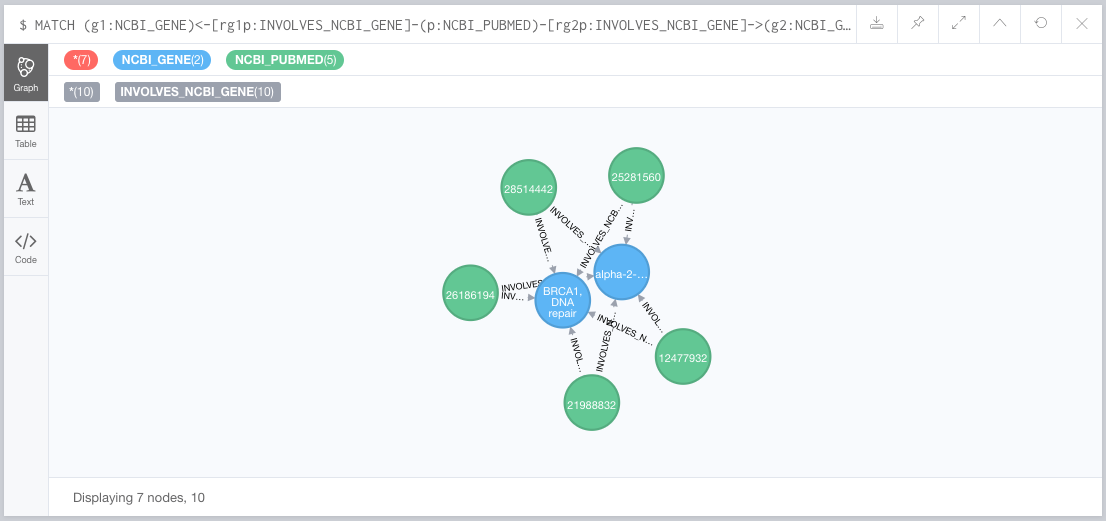 $ MATCH (g1:NCBI_GENE)<-[rg1p:INVOLVES_NCBI_GENE]-(p:NCBI_PUBMED)-[rg2p:INVOLVES_NCBI_GENE]->(g2:NCBI_G…
Graph
*(7) NCBI_GENE(2) NCBI_PUBMED(5)
*(10) INVOLVES_NCBI_GENE(10)
Table
Text
Code
28514442
25281560
INVOLVES_…
INVOLVES_NCB…
INV…
INVOLVE…
alpha-2-…
26186194
INVOLVES
INV…
BRCA1,
DNA
repair
INVOL…
INVOLVES_N…
12477932
INVOL…
INVOLVES_
21988832
Displaying 7 nodes, 10